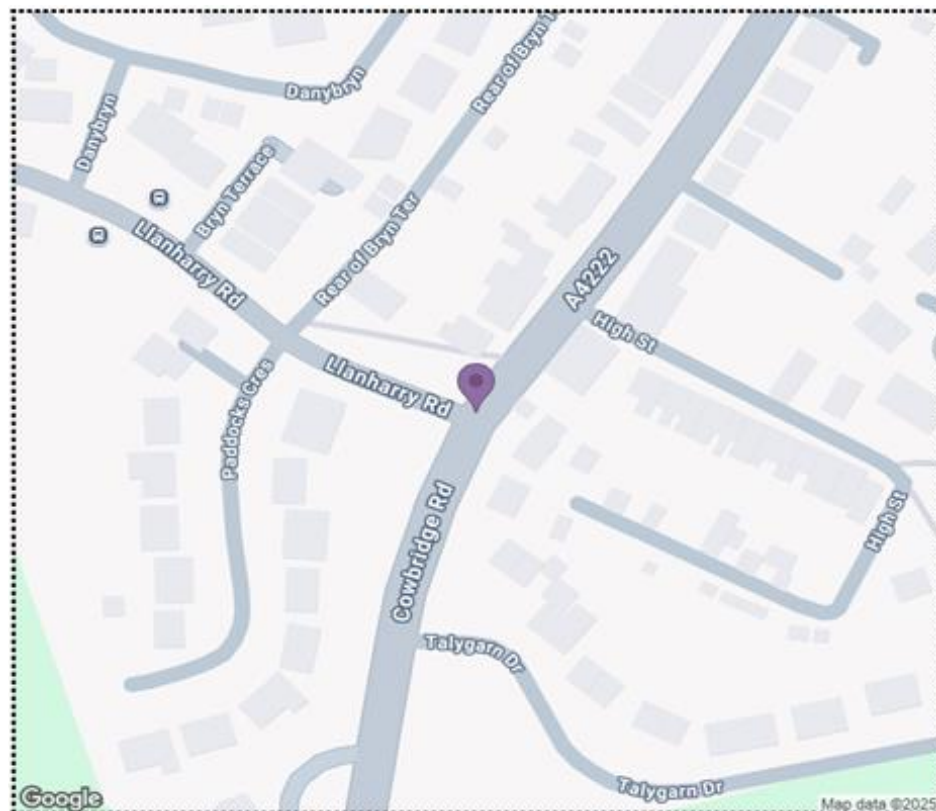 Danybryn
Rear of Bryn T
Danybryn
Bryn Terrace
Llanharry Rd
Rear of Bryn Ter
A4222
High St
Llanharry Rd
Paddocks Cres
Cowbridge Rd
High St
Talygarn Dr
Talygarn Dr
Google
Map data ©2025